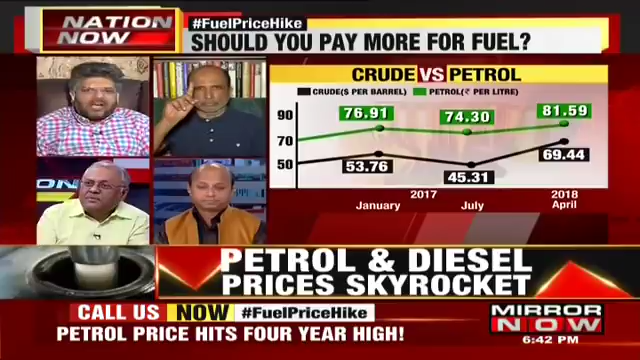 NATION
NOW
#FuelPriceHike
SHOULD YOU PAY MORE FOR FUEL?
CRUDE VS PETROL
CRUDE($ PER BARREL) PETROL(₹ PER LITRE)
90
70
50
76.91
74.30
81.59
53.76
45.31
69.44
2017
2018
January
July
April
PETROL & DIESEL
PRICES SKYROCKET
CALL US NOW #FuelPriceHike
PETROL PRICE HITS FOUR YEAR HIGH!
MIRROR
NOW
6:42 PM